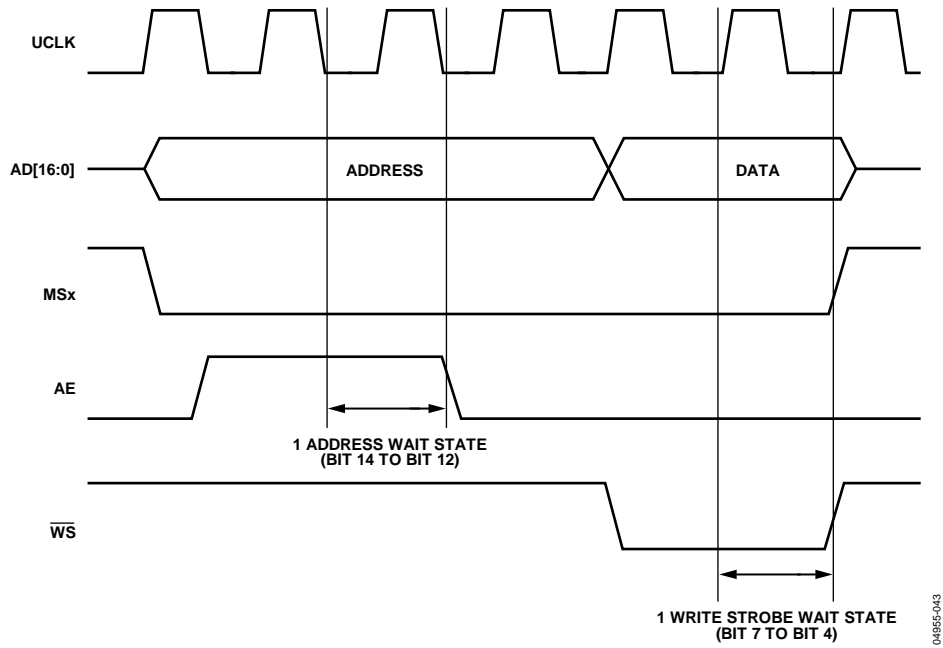 UCLK
AD[16:0]
ADDRESS
DATA
MSx
AE
1 ADDRESS WAIT STATE
(BIT 14 TO BIT 12)
WS
1 WRITE STROBE WAIT STATE
(BIT 7 TO BIT 4)
04955-043